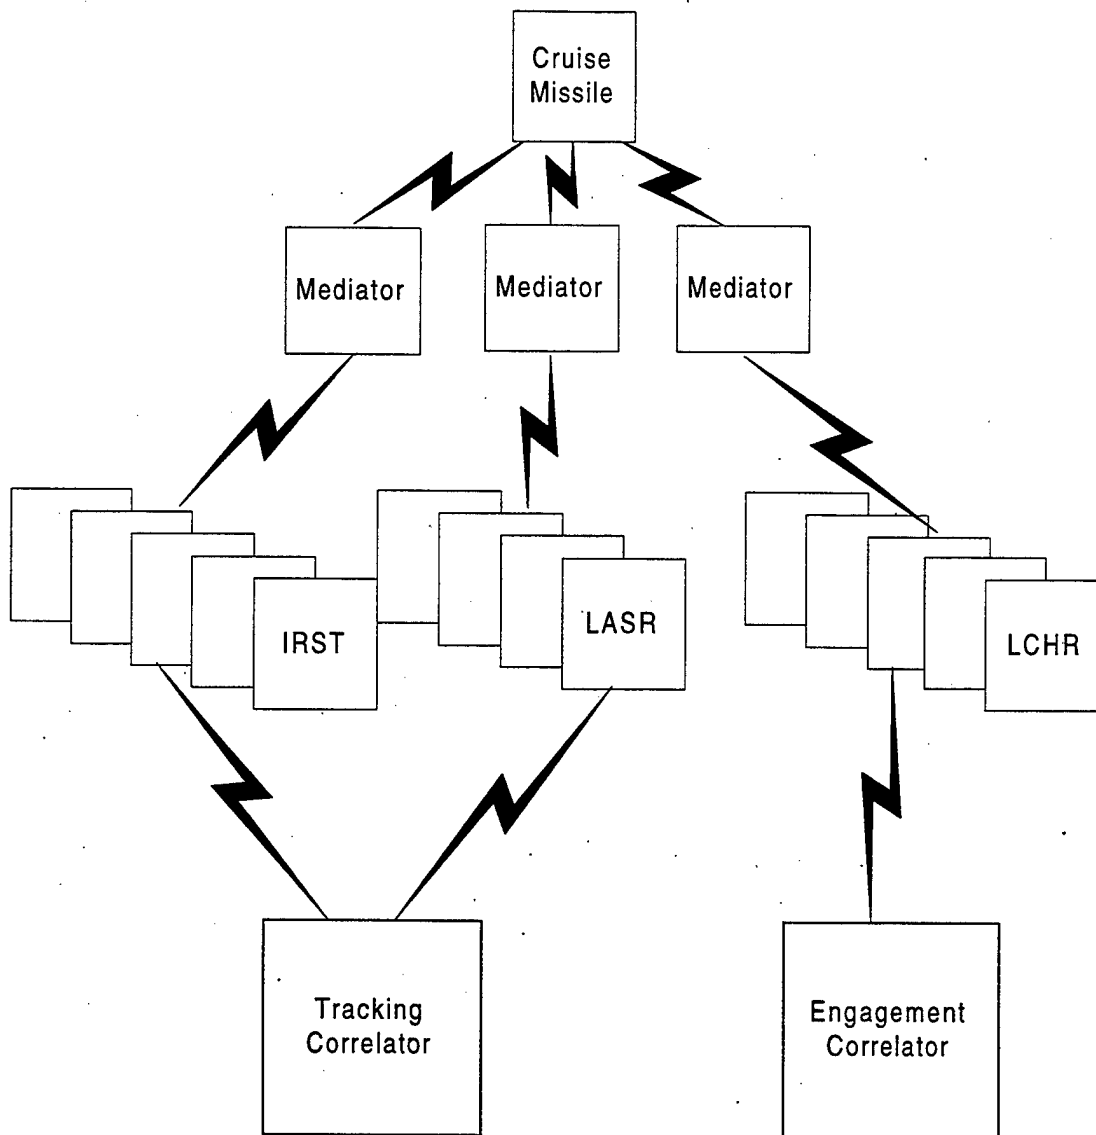 Cruise
Missile
Mediator
Mediator
Mediator
IRST
LASR
LCHR
Tracking
Correlator
Engagement
Correlator